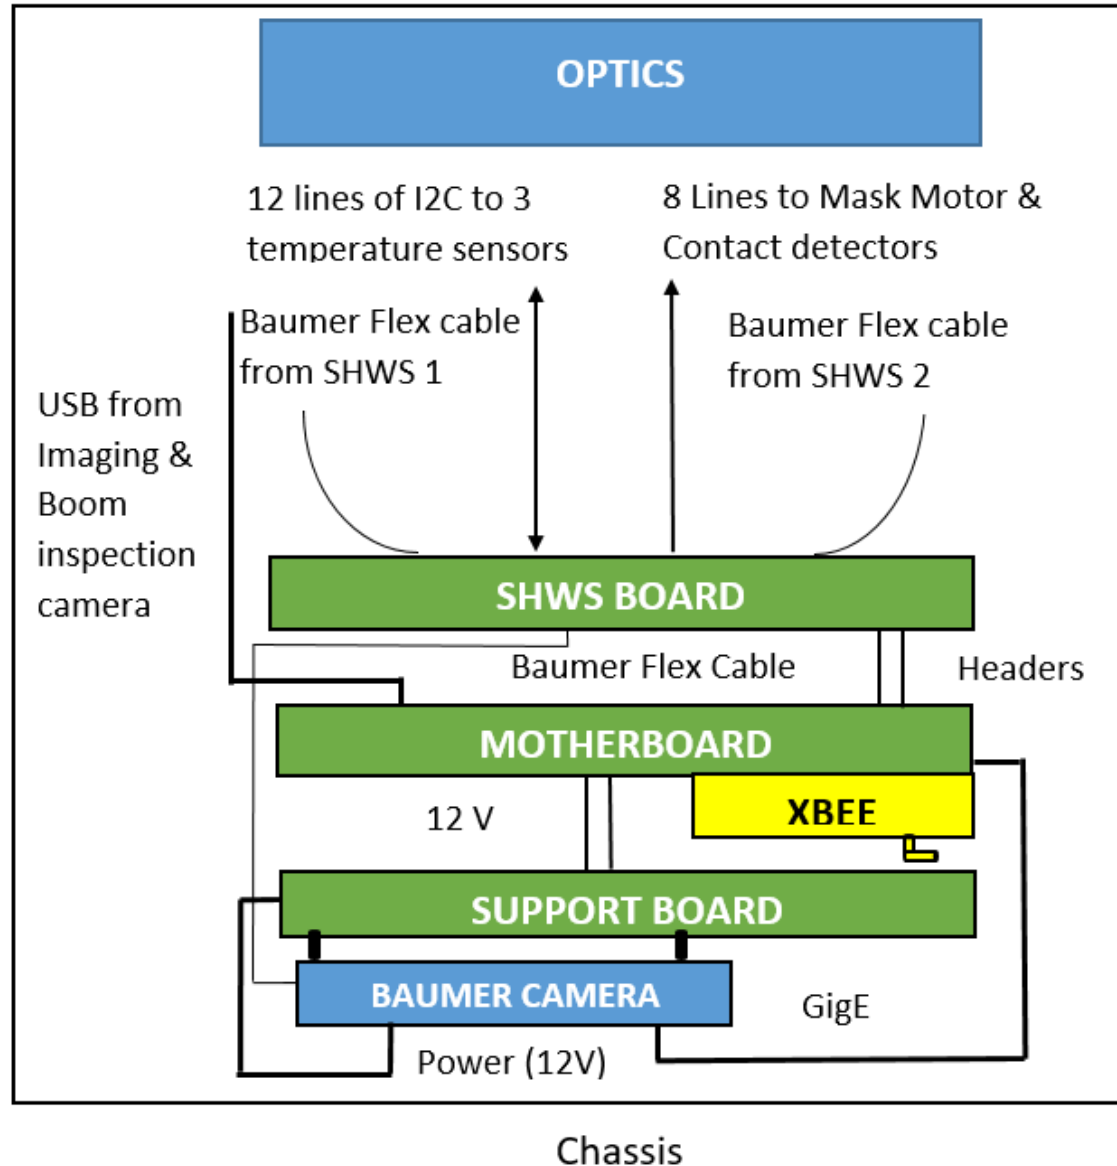 OPTICS
12 lines of I2C to 3
temperature sensors
8 Lines to Mask Motor &
Contact detectors
Baumer Flex cable
from SHWS 1
Baumer Flex cable
from SHWS 2
USB from
Imaging &
Boom
inspection
camera
SHWS BOARD
Baumer Flex Cable
Headers
MOTHERBOARD
12 V
XBEE
SUPPORT BOARD
BAUMER CAMERA
GigE
Power (12V)
Chassis